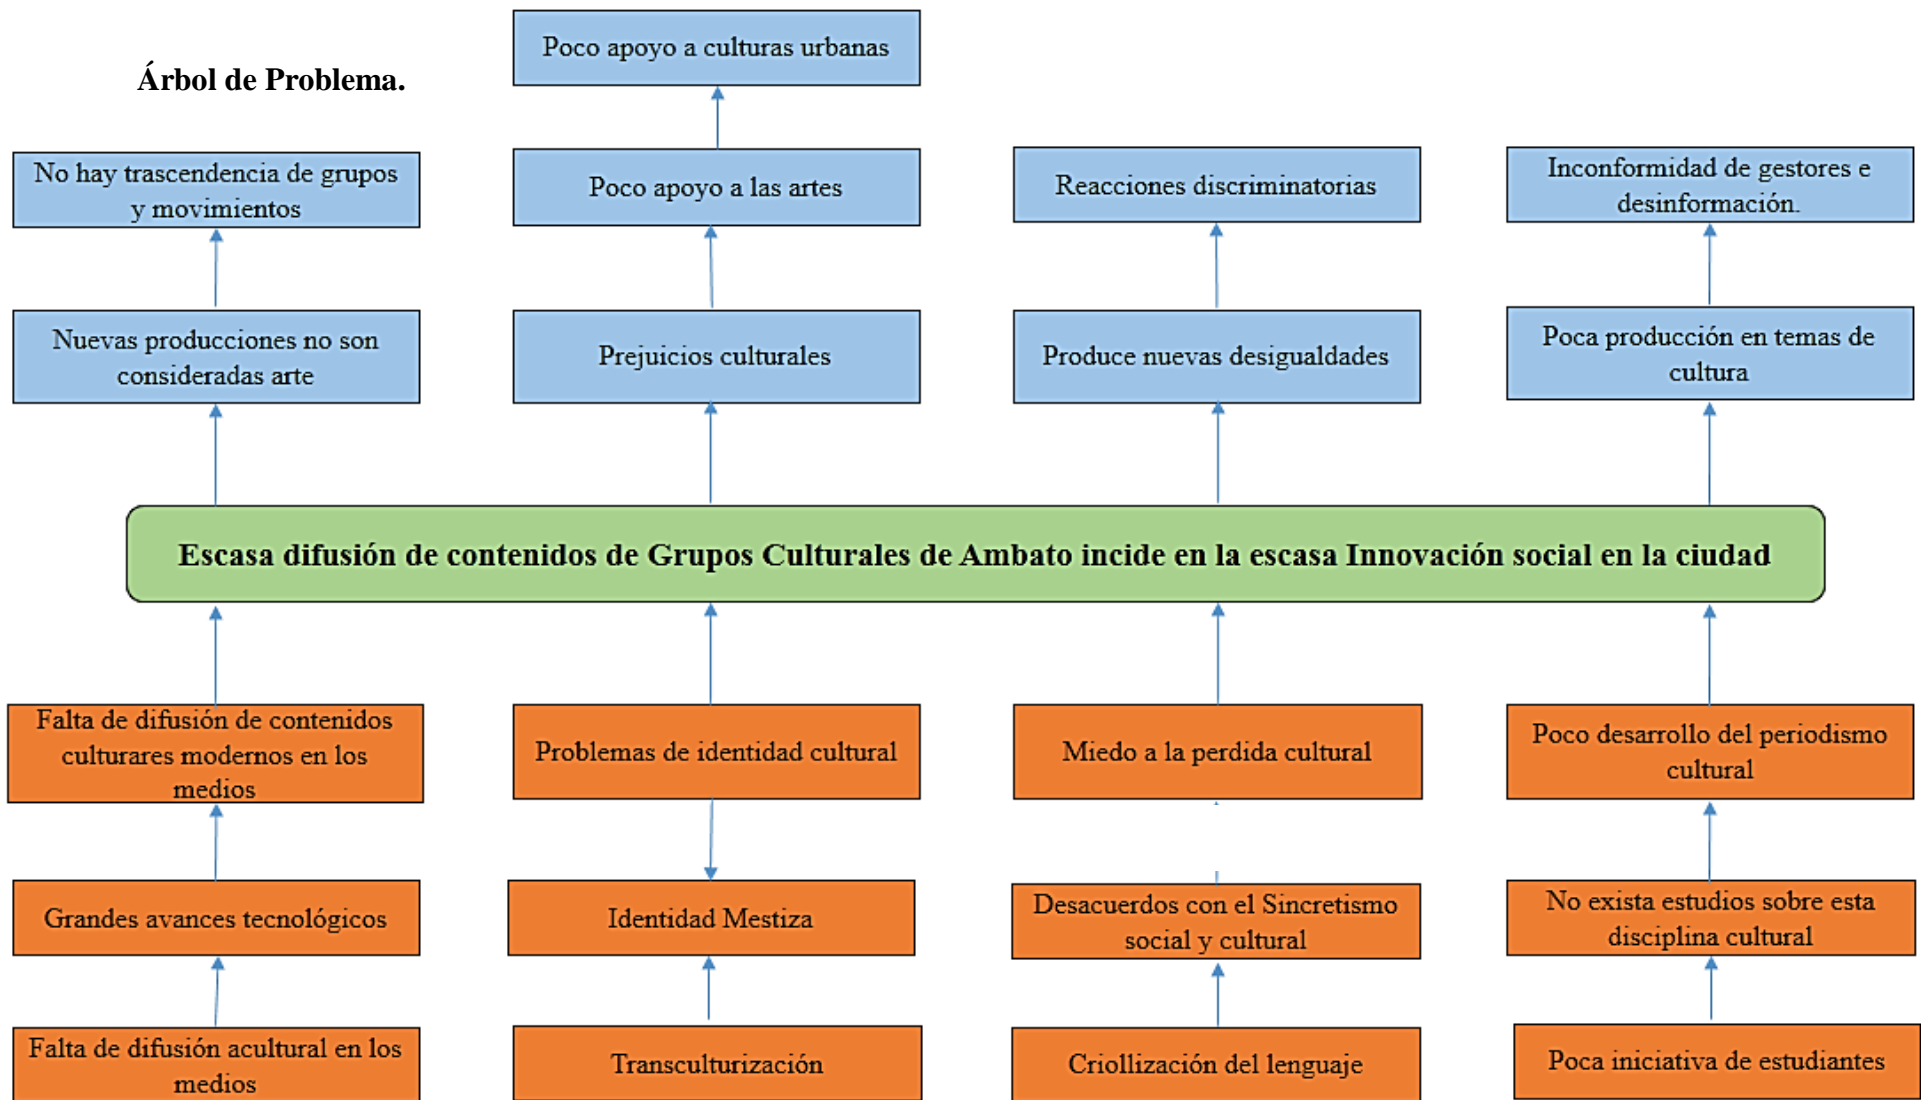 Poco apoyo a culturas urbanas
Árbol de Problema.
No hay trascendencia de grupos
y movimientos
Poco apoyo a las artes
Reacciones discriminatorias
Inconformidad de gestores e
desinformación.
Nuevas producciones no son
consideradas arte
Prejuicios culturales
Produce nuevas desigualdades
Poca producción en temas de
cultura
Escasa difusión de contenidos de Grupos Culturales de Ambato incide en la escasa Innovación social en la ciudad
Falta de difusión de contenidos
culturares modernos en los
medios
Problemas de identidad cultural
Miedo a la perdida cultural
Poco desarrollo del periodismo
cultural
Grandes avances tecnológicos
Identidad Mestiza
Desacuerdos con el Sincretismo
social y cultural
No exista estudios sobre esta
disciplina cultural
Falta de difusión acultural en los
medios
Transculturización
Criollización del lenguaje
Poca iniciativa de estudiantes